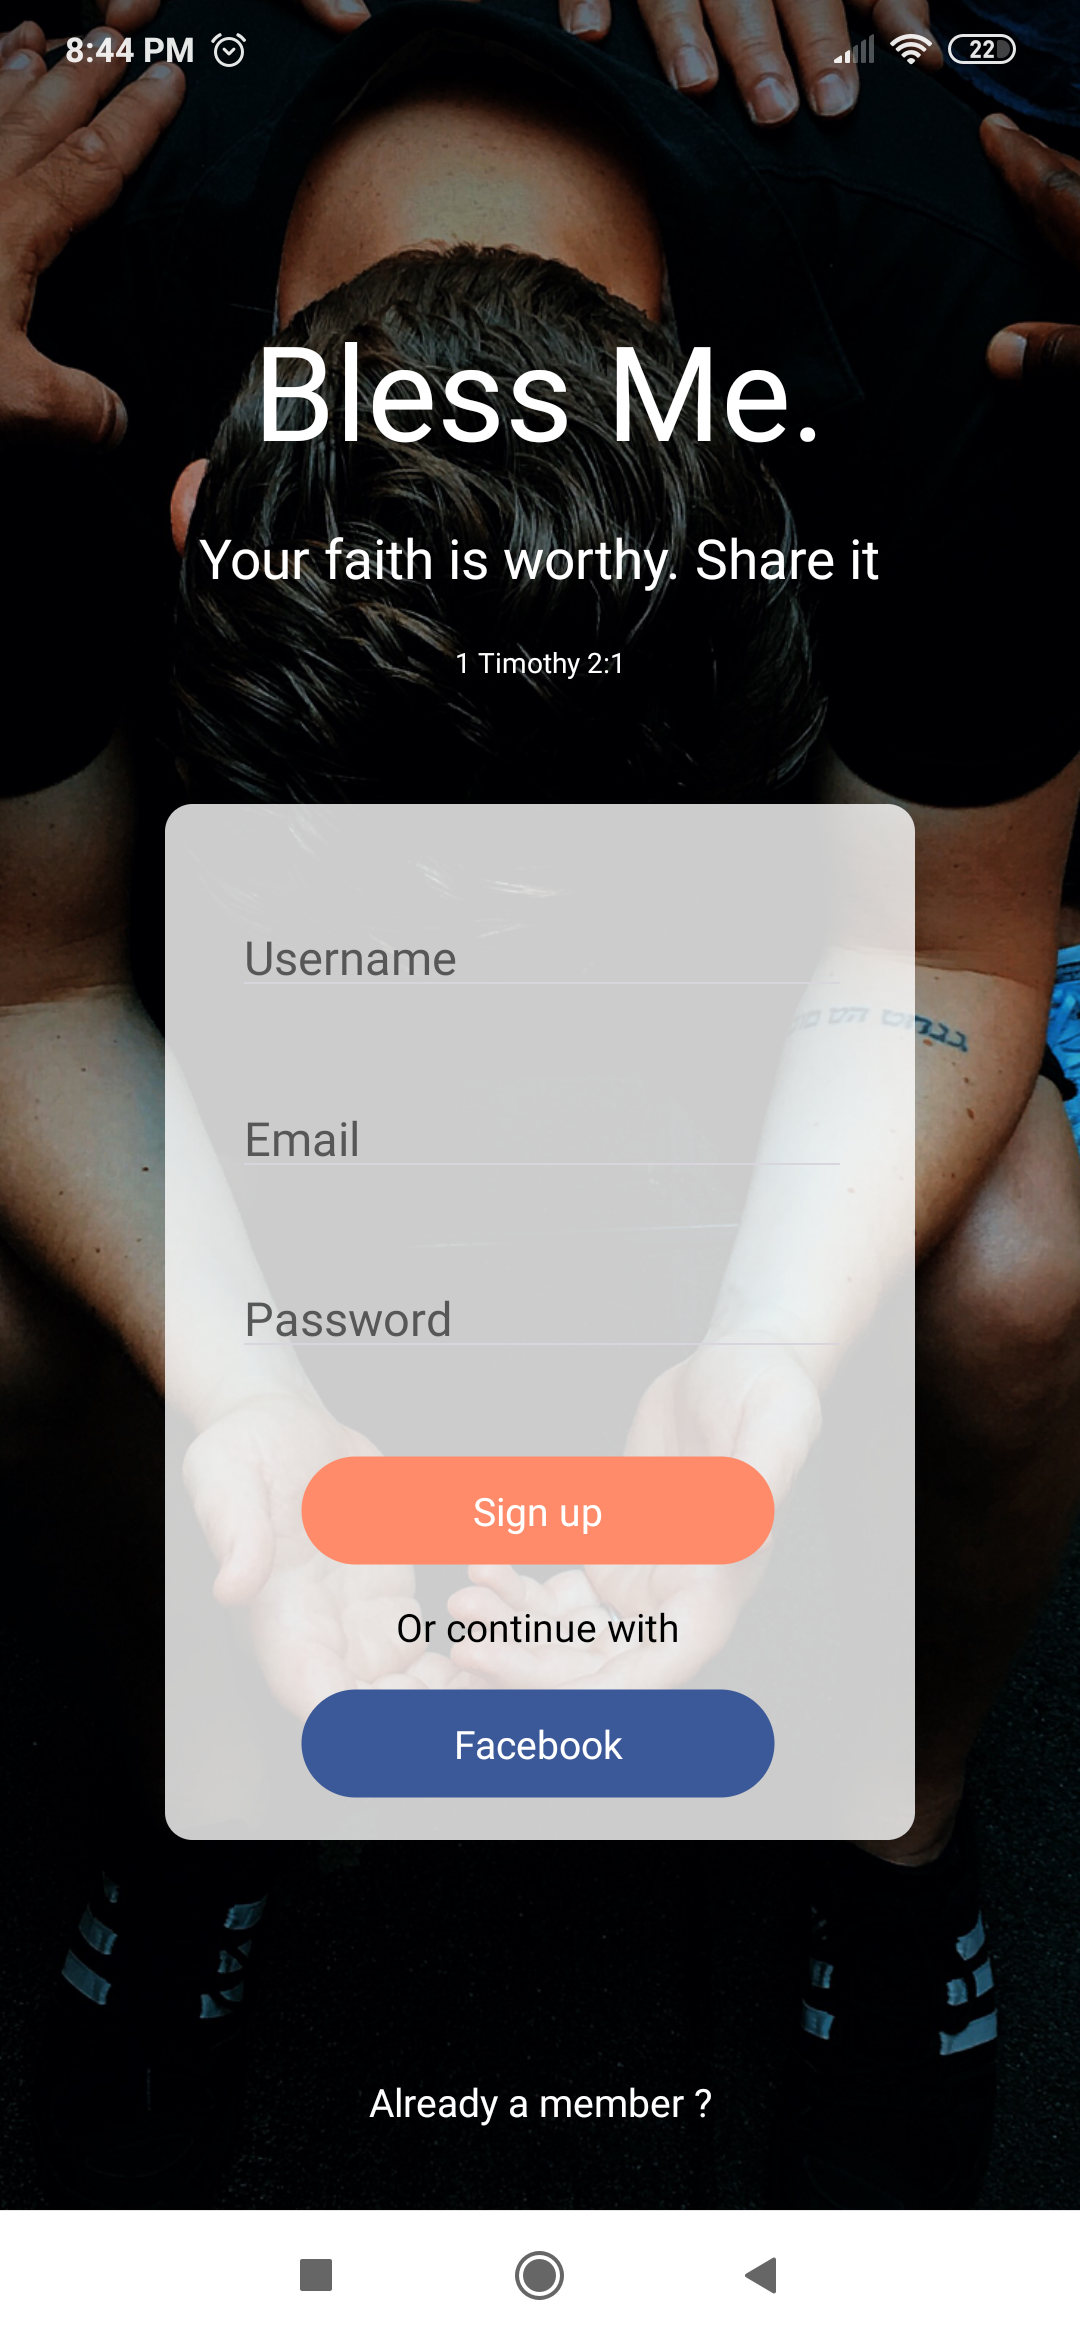 8:44 PM
22
Bless Me.
Your faith is worthy. Share it
1 Timothy 2:1
Username
Email
Password
Sign up
Or continue with
Facebook
Already a member ?